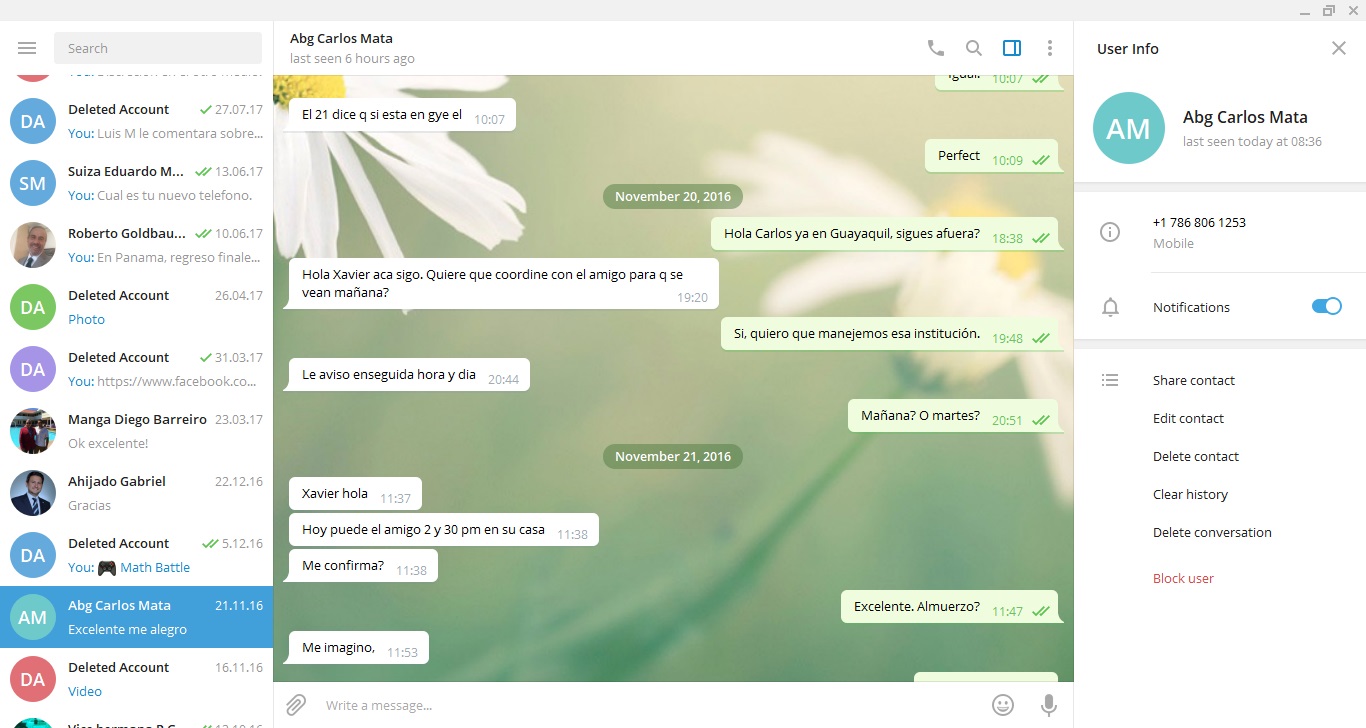 Search
You: Discreción en el otro medio.
Deleted Account 27.07.17
DA
You: Luis M le comentara sobre...
Suiza Eduardo M... 13.06.17
SM
You: Cual es tu nuevo telefono.
Roberto Goldbau... 10.06.17
You: En Panama, regreso finale...
Deleted Account 26.04.17
DA
Photo
Deleted Account 31.03.17
DA
You: https://www.facebook.co...
Manga Diego Barreiro 23.03.17
Ok excelente!
Ahijado Gabriel 22.12.16
Gracias
Deleted Account 5.12.16
DA
You: 🎮 Math Battle
Abg Carlos Mata 21.11.16
AM
Excelente me alegro
Deleted Account 16.11.16
DA
Video
Abg Carlos Mata
last seen 6 hours ago
Igual. 10:07
El 21 dice q si esta en gye el 10:07
Perfect 10:09
November 20, 2016
Hola Carlos ya en Guayaquil, sigues afuera? 18:38
Hola Xavier aca sigo. Quiere que coordine con el amigo para q se
vean mañana? 19:20
Si, quiero que manejemos esa institución. 19:48
Le aviso enseguida hora y dia 20:44
Mañana? O martes? 20:51
November 21, 2016
Xavier hola 11:37
Hoy puede el amigo 2 y 30 pm en su casa 11:38
Me confirma? 11:38
Excelente. Almuerzo? 11:47
Me imagino, 11:53
Write a message...
User Info
AM
Abg Carlos Mata
last seen today at 08:36
+1 786 806 1253
Mobile
Notifications
Share contact
Edit contact
Delete contact
Clear history
Delete conversation
Block user